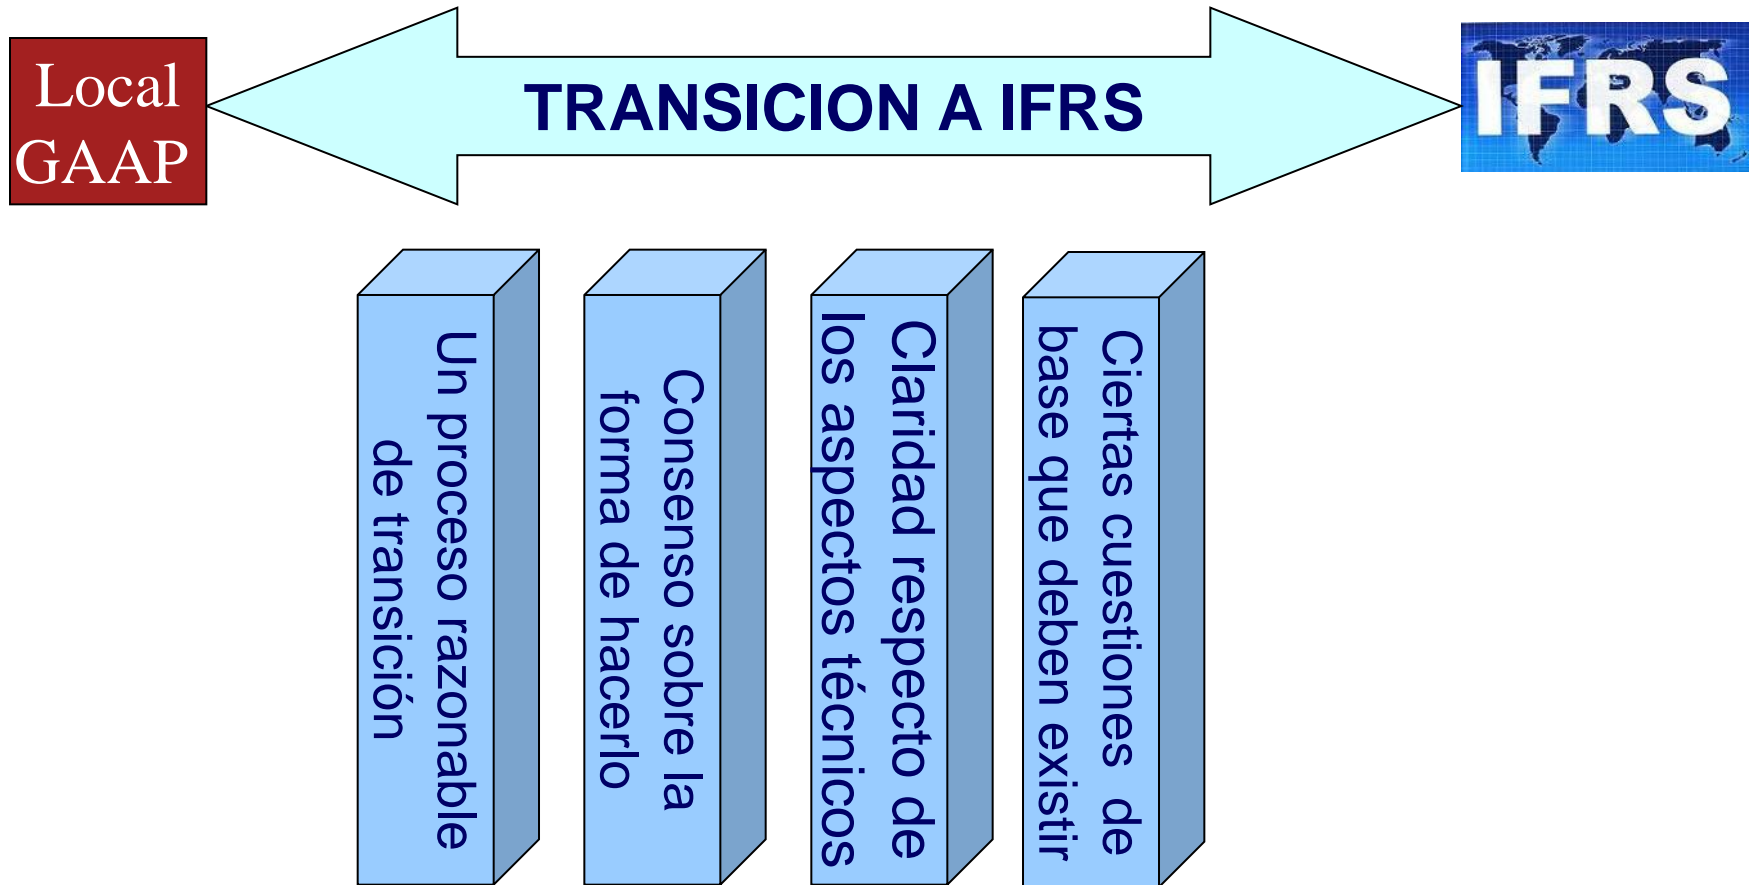 Local
GAAP
TRANSICION A IFRS
IFRS
Un proceso razonable
de transición
Consenso sobre la
forma de hacerlo
Claridad respecto de
los aspectos técnicos
Ciertas cuestiones de
base que deben existir